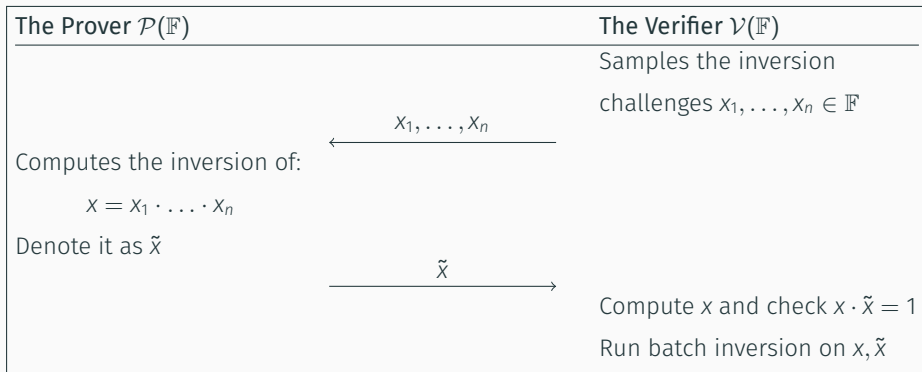 The Prover 𝒫(𝔽) The Verifier 𝒱(𝔽)
Samples the inversion
challenges x₁, . . . , xₙ ∈ 𝔽
x₁, . . . , xₙ
Computes the inversion of:
x = x₁ · . . . · xₙ
Denote it as x̃
x̃
Compute x and check x · x̃ = 1
Run batch inversion on x, x̃